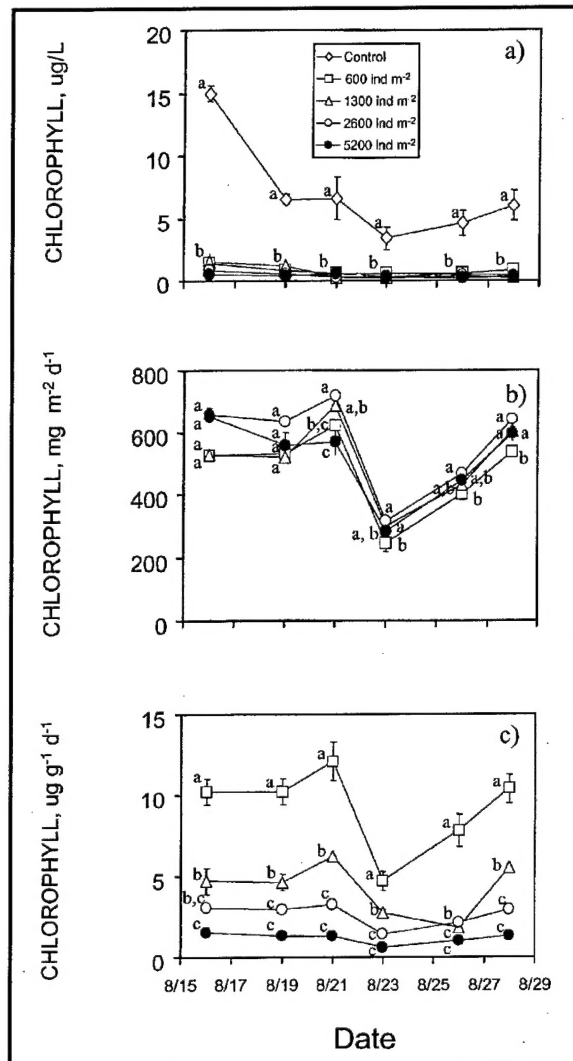 CHLOROPHYLL, ug/L
20
15
10
5
0
a)
Control
600 ind m⁻²
1300 ind m⁻²
2600 ind m⁻²
5200 ind m⁻²
a
a
a
a
a
a
b
b
b
b
b
b
CHLOROPHYLL, mg m⁻² d⁻¹
800
600
400
200
0
b)
a
a
a
a
a
a
a
a
a
a,b
b,c
c
a
a, b
a
b
a
a,b
a,b
b
a
a
a
b
CHLOROPHYLL, ug g⁻¹ d⁻¹
15
10
5
0
c)
a
a
a
a
a
a
b
b
b
b
b
b
b,c
c
c
c
c
c
c
c
c
c
c
c
8/15 8/17 8/19 8/21 8/23 8/25 8/27 8/29
Date